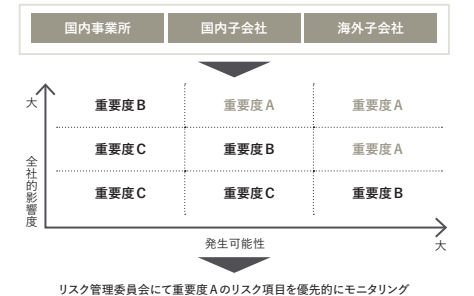 国内事業所 国内子会社 海外子会社
大
重要度B 重要度A 重要度A
重要度C 重要度B 重要度A
重要度C 重要度C 重要度B
全社的影響度
発生可能性
大
リスク管理委員会にて重要度Aのリスク項目を優先的にモニタリング